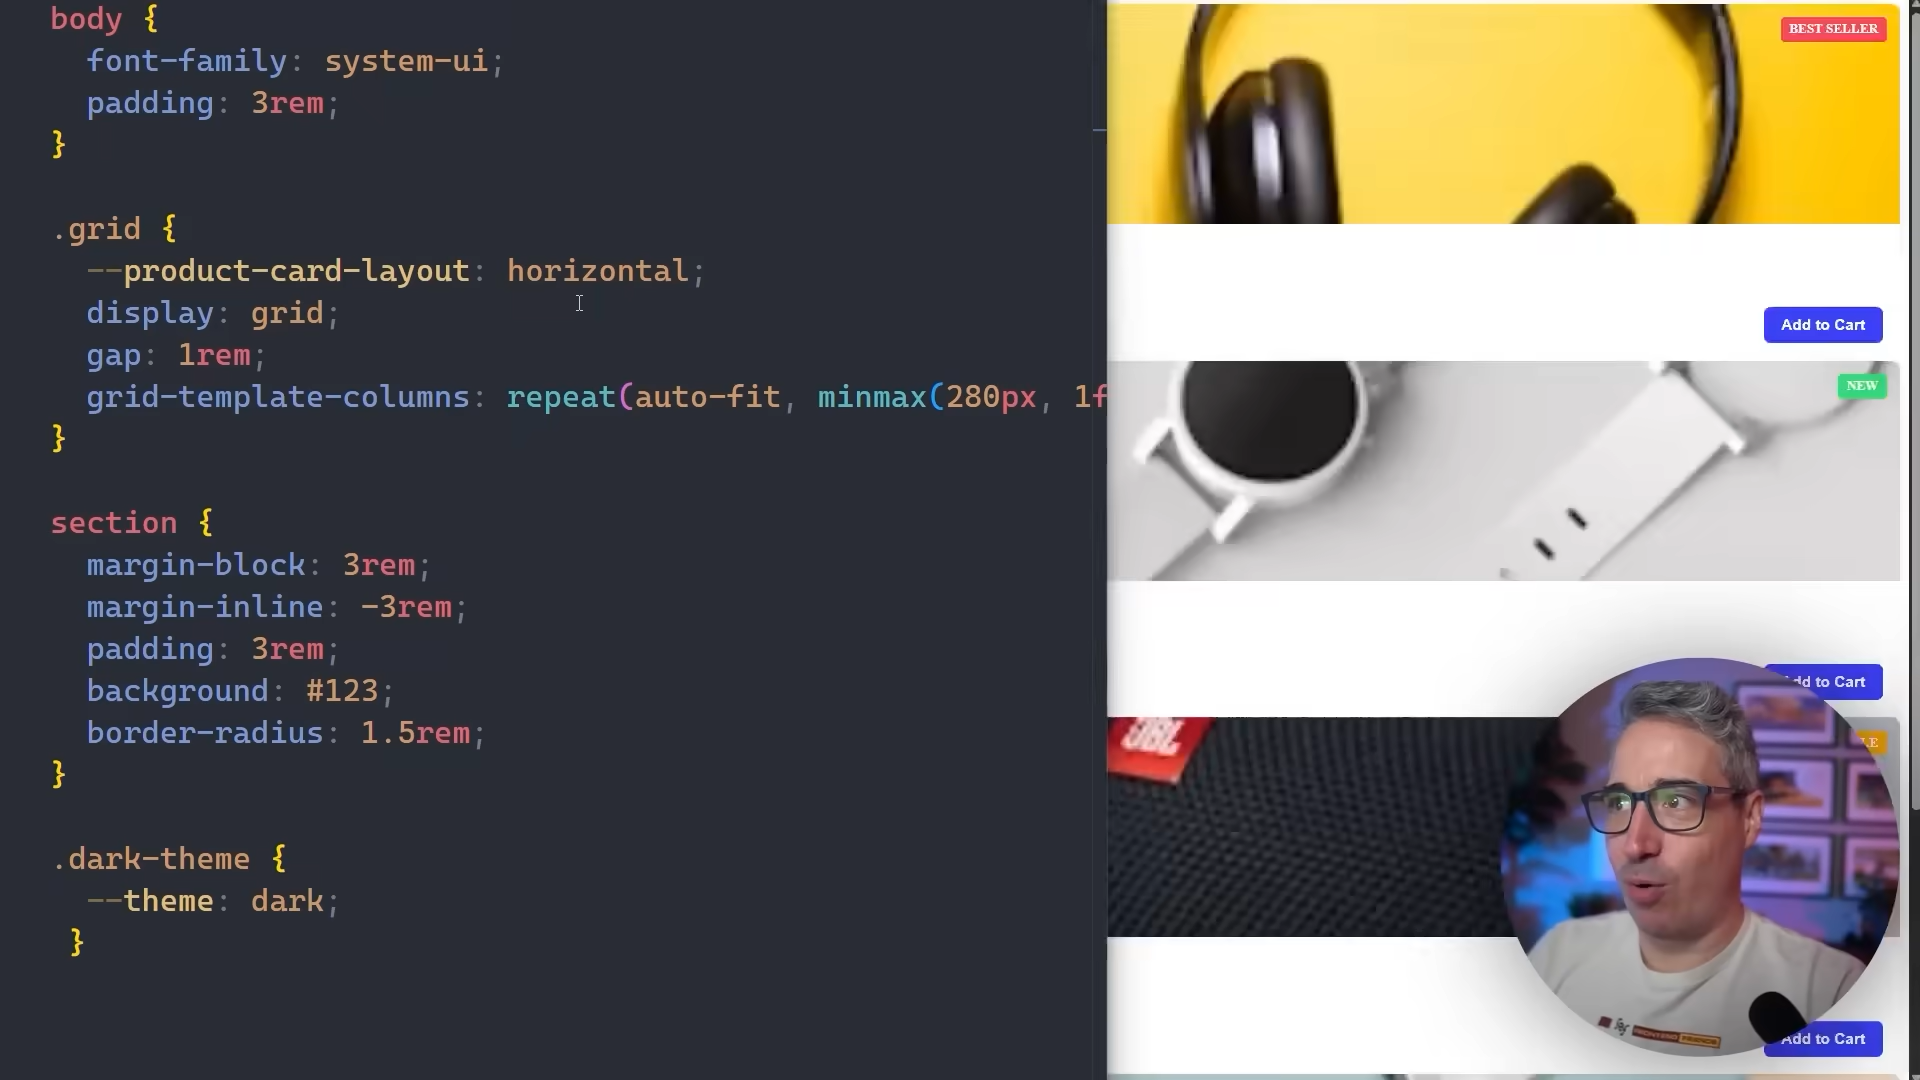 body {
font-family: system-ui;
padding: 3rem;
}
.grid {
--product-card-layout: horizontal;
display: grid;
gap: 1rem;
grid-template-columns: repeat(auto-fit, minmax(280px, 1f
}
section {
margin-block: 3rem;
margin-inline: -3rem;
padding: 3rem;
background: #123;
border-radius: 1.5rem;
}
.dark-theme {
--theme: dark;
}
BEST SELLER
Add to Cart
NEW
dd to Cart
JBL
LE
Add to Cart
FRONTEND FRIENDS